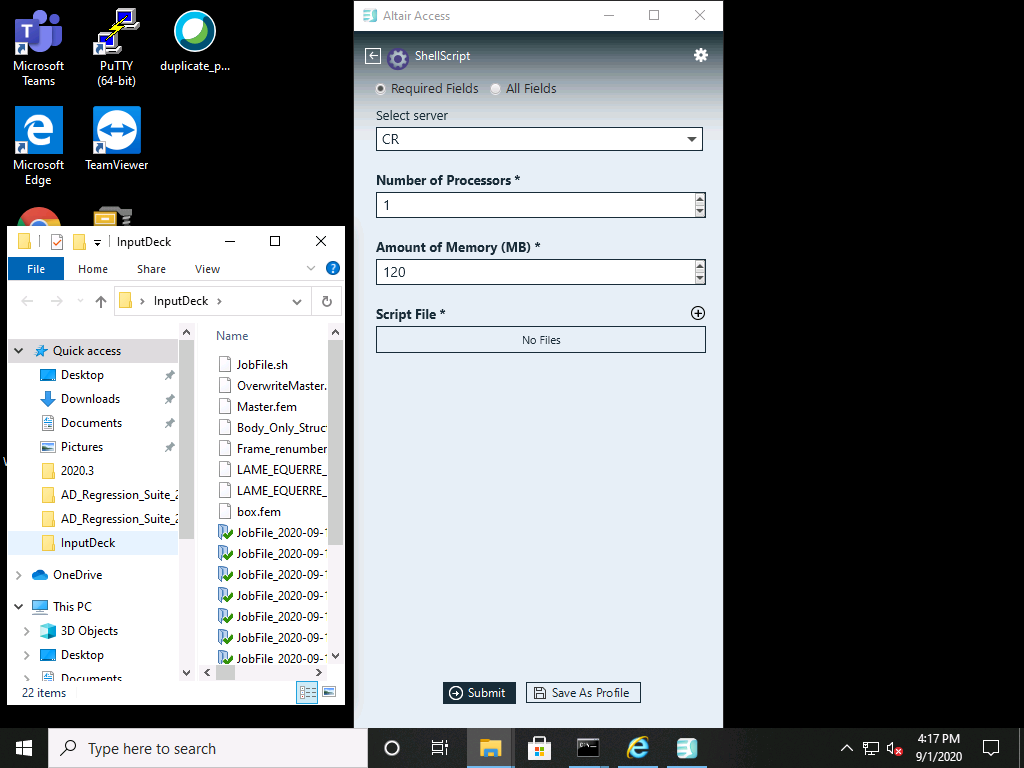 Microsoft
Teams
PuTTY
(64-bit)
duplicate_p...
Microsoft
Edge
TeamViewer
InputDeck
File
Home
Share
View
InputDeck
Quick access
Desktop
Downloads
Documents
Pictures
2020.3
AD_Regression_Suite_2
AD_Regression_Suite_2
InputDeck
OneDrive
This PC
3D Objects
Desktop
Documents
Name
JobFile.sh
OverwriteMaster.
Master.fem
Body_Only_Struc
Frame_renumber
LAME_EQUERRE_
LAME_EQUERRE_
box.fem
JobFile_2020-09-1
JobFile_2020-09-1
JobFile_2020-09-1
JobFile_2020-09-1
JobFile_2020-09-1
JobFile_2020-09-1
JobFile_2020-09-1
22 items
Altair Access
ShellScript
Required Fields
All Fields
Select server
CR
Number of Processors *
1
Amount of Memory (MB) *
120
Script File *
No Files
Submit
Save As Profile
Type here to search
4:17 PM
9/1/2020